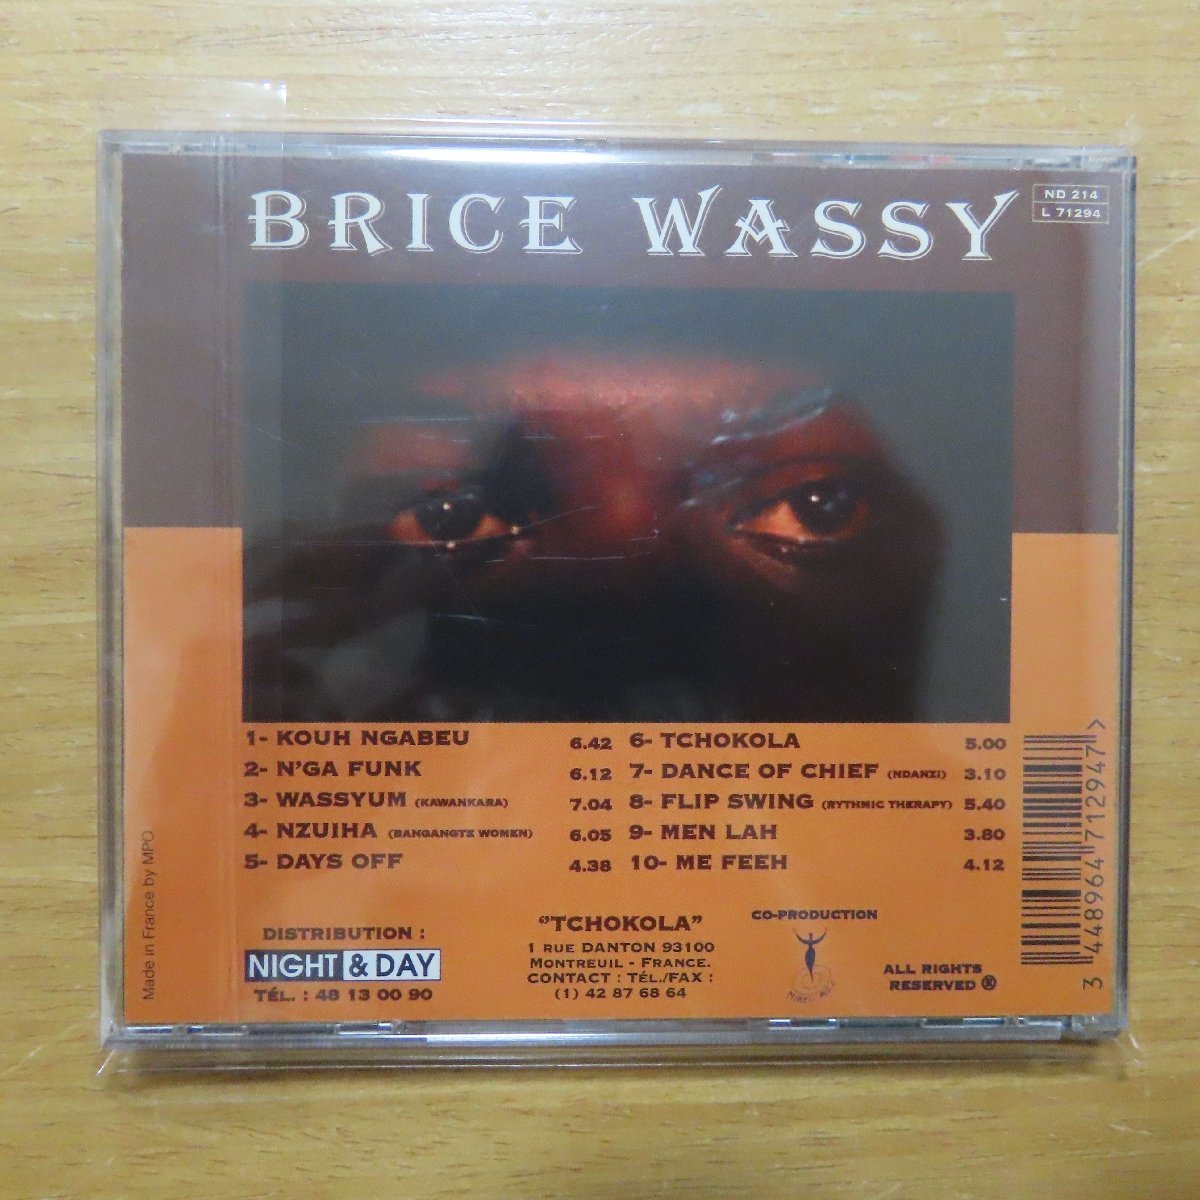 BRICE WASSY
ND 214
L 71294
1- KOUH NGABEU 6.42
2- N'GA FUNK 6.12
3- WASSYUM (KAWANKARA) 7.04
4- NZUIHA (BANGANGTE WOMEN) 6.05
5- DAYS OFF 4.38
6- TCHOKOLA 5.00
7- DANCE OF CHIEF (NDANZI) 3.10
8- FLIP SWING (RYTHMIC THERAPY) 5.40
9- MEN LAH 3.80
10- ME FEEH 4.12
3 448964 712947 >
Made in France by MPO
DISTRIBUTION :
NIGHT & DAY
TÉL. : 48 13 00 90
"TCHOKOLA"
1 RUE DANTON 93100
MONTREUIL - FRANCE.
CONTACT : TÉL./FAX :
(1) 42 87 68 64
CO-PRODUCTION
ALL RIGHTS
RESERVED ®